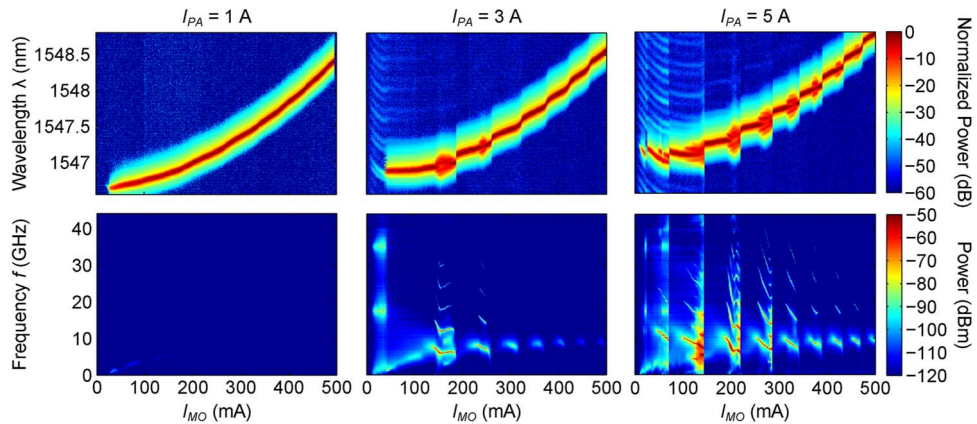 I_PA = 1 A
I_PA = 3 A
I_PA = 5 A
Wavelength λ (nm)
1548.5
1548
1547.5
1547
Normalized Power (dB)
0
−10
−20
−30
−40
−50
−60
Frequency f (GHz)
40
30
20
10
0
Power (dBm)
−50
−60
−70
−80
−90
−100
−110
−120
0 100 200 300 400 500
0 100 200 300 400 500
0 100 200 300 400 500
I_MO (mA)
I_MO (mA)
I_MO (mA)